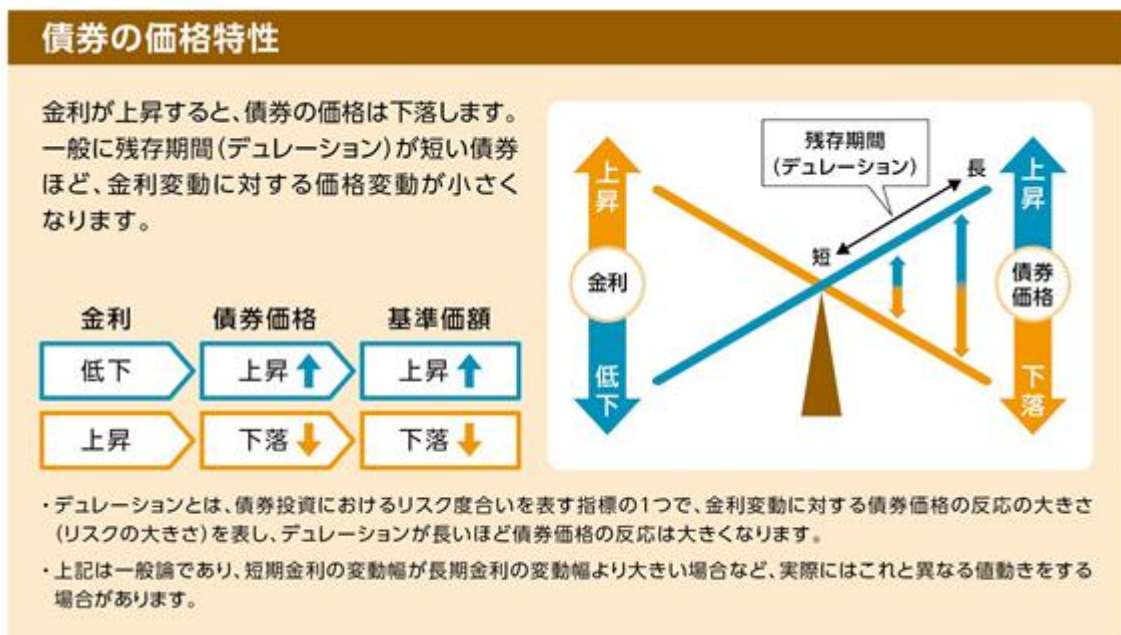 債券の価格特性
金利が上昇すると、債券の価格は下落します。
一般に残存期間(デュレーション)が短い債券
ほど、金利変動に対する価格変動が小さく
なります。
金利 債券価格 基準価額
低下 上昇 上昇
上昇 下落 下落
残存期間
(デュレーション)
長
短
上昇
金利
低下
上昇
債券
価格
下落
・デュレーションとは、債券投資におけるリスク度合いを表す指標の1つで、金利変動に対する債券価格の反応の大きさ
(リスクの大きさ)を表し、デュレーションが長いほど債券価格の反応は大きくなります。
・上記は一般論であり、短期金利の変動幅が長期金利の変動幅より大きい場合など、実際にはこれと異なる値動きをする
場合があります。